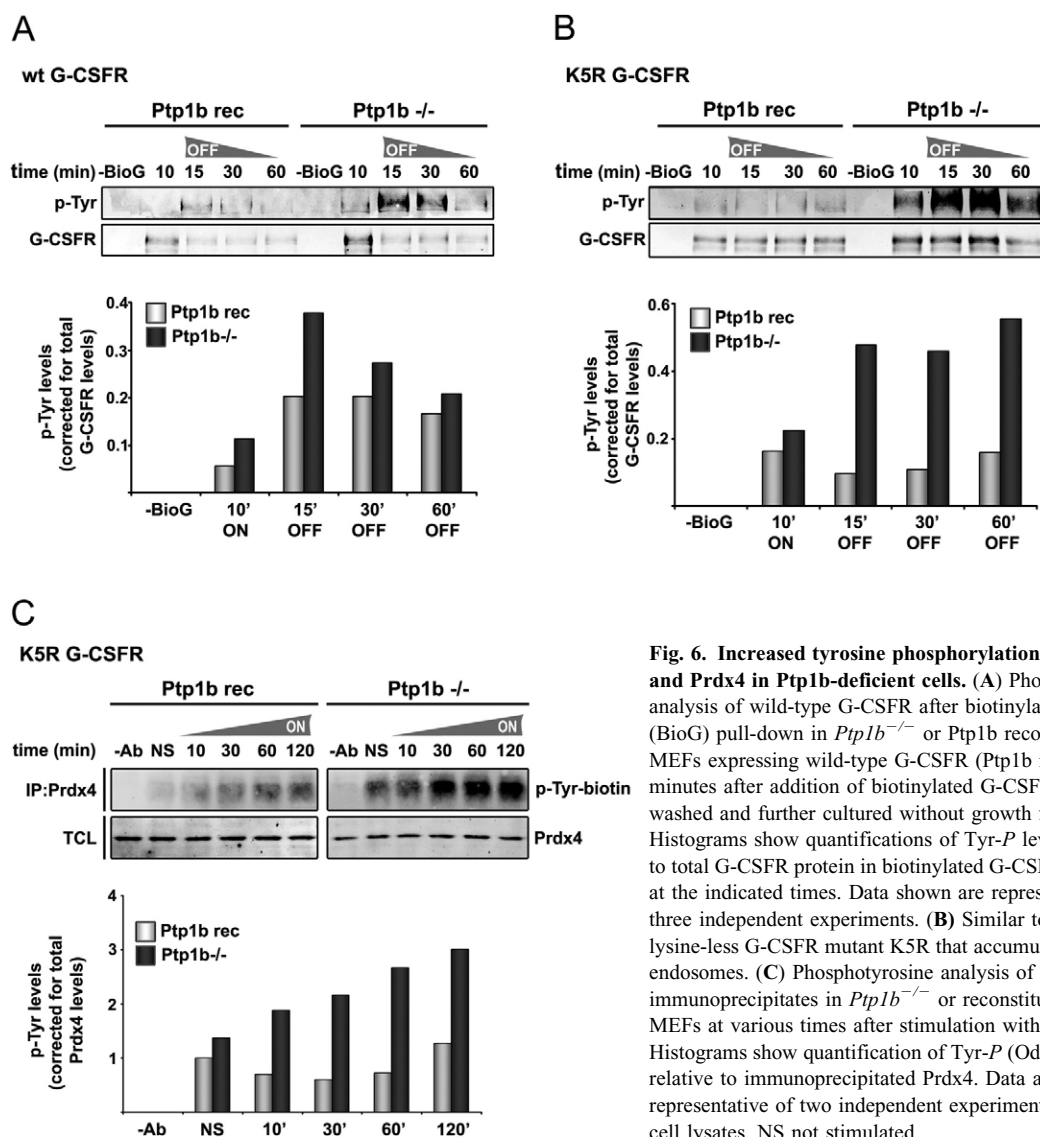 A
wt G-CSFR
Ptp1b rec Ptp1b -/-
OFF OFF
time (min) -BioG 10 15 30 60 -BioG 10 15 30 60
p-Tyr
G-CSFR
0.4
0.3
0.2
0.1
p-Tyr levels
(corrected for total
G-CSFR levels)
Ptp1b rec
Ptp1b-/-
-BioG 10' 15' 30' 60'
ON OFF OFF OFF
B
K5R G-CSFR
Ptp1b rec Ptp1b -/-
OFF OFF
time (min) -BioG 10 15 30 60 -BioG 10 15 30 60
p-Tyr
G-CSFR
0.6
0.4
0.2
p-Tyr levels
(corrected for total
G-CSFR levels)
Ptp1b rec
Ptp1b-/-
-BioG 10' 15' 30' 60'
ON OFF OFF OFF
C
K5R G-CSFR
Ptp1b rec Ptp1b -/-
ON ON
time (min) -Ab NS 10 30 60 120 -Ab NS 10 30 60 120
IP:Prdx4 p-Tyr-biotin
TCL Prdx4
4
3
2
1
p-Tyr levels
(corrected for total
Prdx4 levels)
Ptp1b rec
Ptp1b-/-
-Ab NS 10' 30' 60' 120'
Fig. 6. Increased tyrosine phosphorylation
and Prdx4 in Ptp1b-deficient cells. (A) Phos
analysis of wild-type G-CSFR after biotinyla
(BioG) pull-down in Ptp1b−/− or Ptp1b reco
MEFs expressing wild-type G-CSFR (Ptp1b r
minutes after addition of biotinylated G-CSF
washed and further cultured without growth f
Histograms show quantifications of Tyr-P lev
to total G-CSFR protein in biotinylated G-CSF
at the indicated times. Data shown are repres
three independent experiments. (B) Similar to
lysine-less G-CSFR mutant K5R that accumul
endosomes. (C) Phosphotyrosine analysis of
immunoprecipitates in Ptp1b−/− or reconstitu
MEFs at various times after stimulation with
Histograms show quantification of Tyr-P (Od
relative to immunoprecipitated Prdx4. Data a
representative of two independent experiment
cell lysates. NS not stimulated